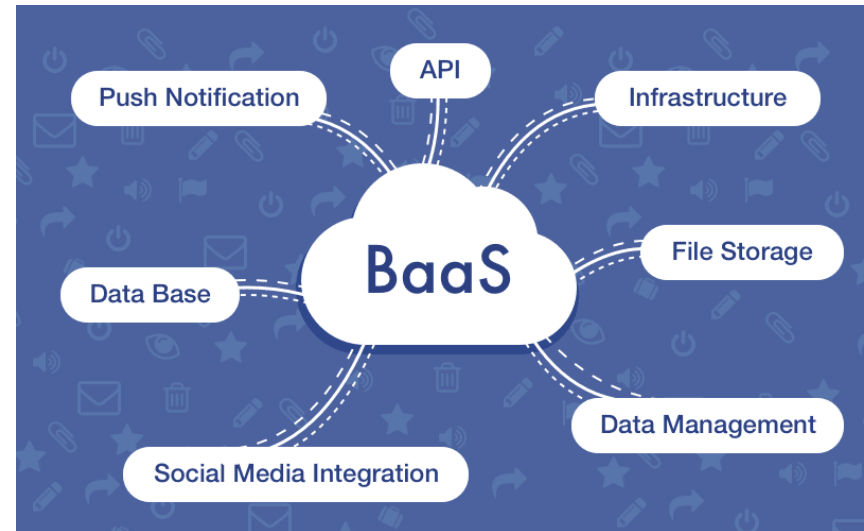 API
Push Notification
Infrastructure
BaaS
File Storage
Data Base
Data Management
Social Media Integration